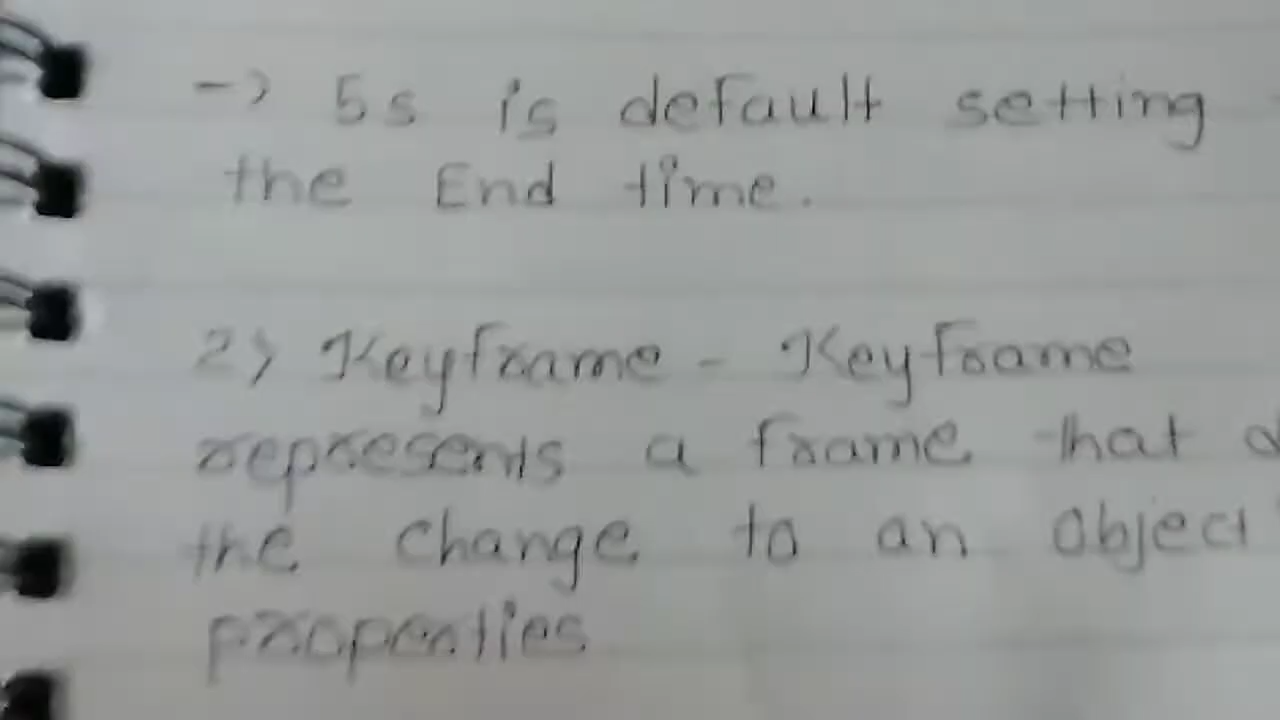 -> 5s is default setting
the End time.
2) Keyframe - Keyframe
represents a frame that
the change to an object
properties